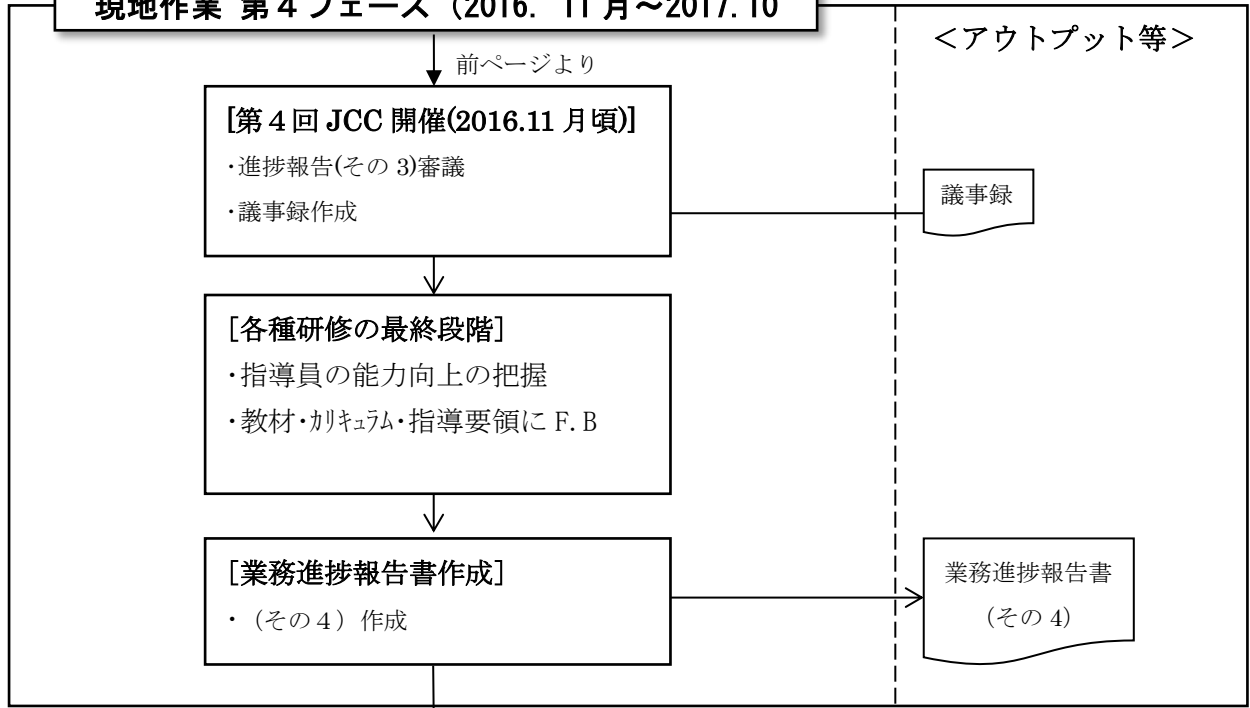 現地作業 第４フェーズ（2016. 11月～2017.10
＜アウトプット等＞
前ページより
[第４回 JCC 開催(2016.11 月頃)]
・進捗報告(その 3)審議
・議事録作成
議事録
[各種研修の最終段階]
・指導員の能力向上の把握
・教材・ｶﾘｷｭﾗﾑ・指導要領に F.B
[業務進捗報告書作成]
・（その４）作成
業務進捗報告書
（その 4）